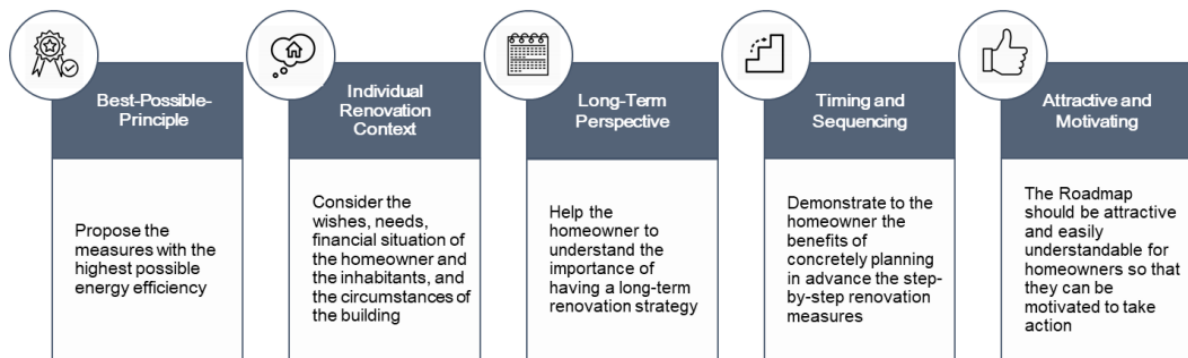 Best-Possible-
Principle
Propose the
measures with the
highest possible
energy efficiency
Individual
Renovation
Context
Consider the
wishes, needs,
financial situation of
the homeowner and
the inhabitants, and
the circumstances of
the building
Long-Term
Perspective
Help the
homeowner to
understand the
importance of
having a long-term
renovation strategy
Timing and
Sequencing
Demonstrate to the
homeowner the
benefits of
concretely planning
in advance the step-
by-step renovation
measures
Attractive and
Motivating
The Roadmap
should be attractive
and easily
understandable for
homeowners so that
they can be
motivated to take
action